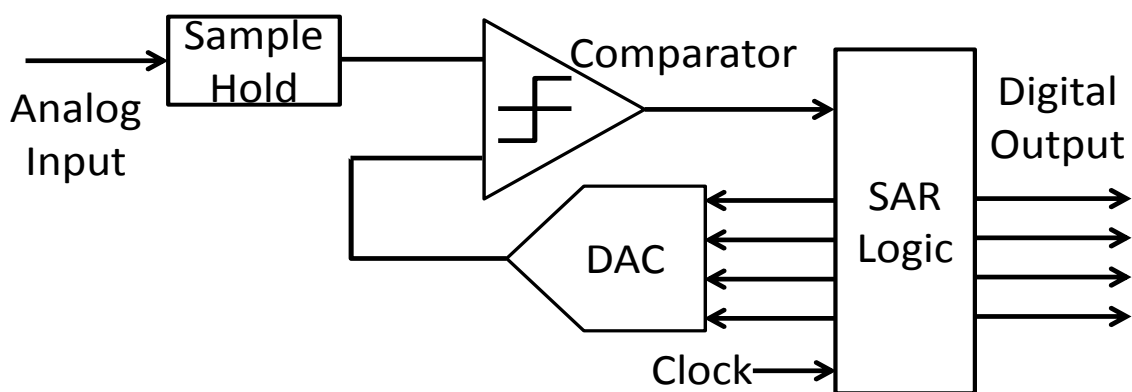 Sample
Hold
Comparator
Analog
Input
Digital
Output
SAR
Logic
DAC
Clock